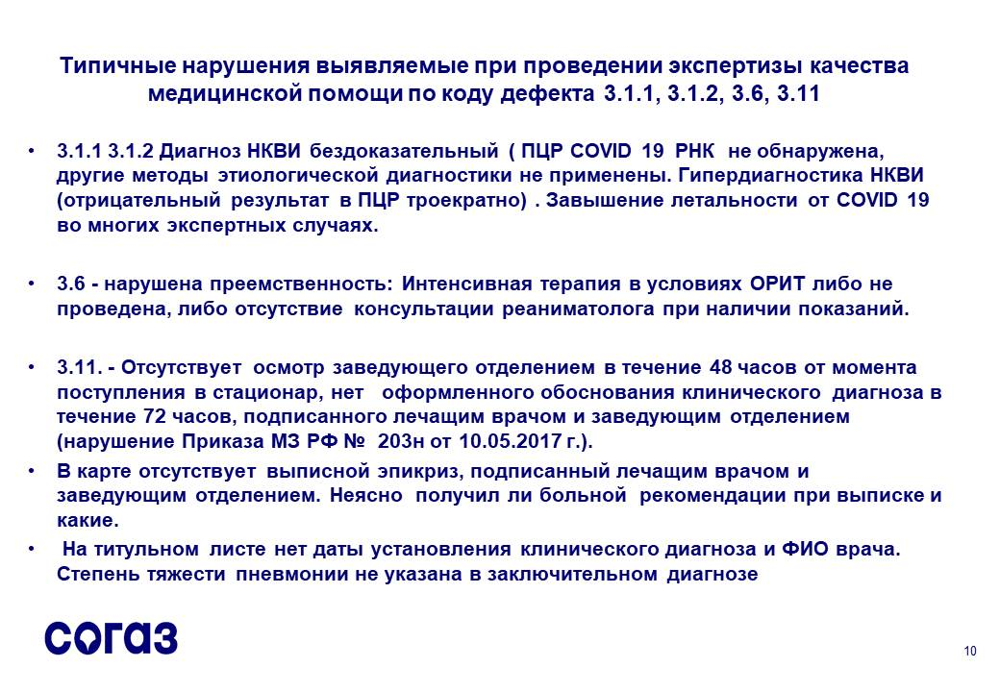 Типичные нарушения выявляемые при проведении экспертизы качества
медицинской помощи по коду дефекта 3.1.1, 3.1.2, 3.6, 3.11
• 3.1.1 3.1.2 Диагноз НКВИ бездоказательный ( ПЦР COVID 19 РНК не обнаружена,
другие методы этиологической диагностики не применены. Гипердиагностика НКВИ
(отрицательный результат в ПЦР троекратно) . Завышение летальности от COVID 19
во многих экспертных случаях.
• 3.6 - нарушена преемственность: Интенсивная терапия в условиях ОРИТ либо не
проведена, либо отсутствие консультации реаниматолога при наличии показаний.
• 3.11. - Отсутствует осмотр заведующего отделением в течение 48 часов от момента
поступления в стационар, нет оформленного обоснования клинического диагноза в
течение 72 часов, подписанного лечащим врачом и заведующим отделением
(нарушение Приказа МЗ РФ № 203н от 10.05.2017 г.).
• В карте отсутствует выписной эпикриз, подписанный лечащим врачом и
заведующим отделением. Неясно получил ли больной рекомендации при выписке и
какие.
• На титульном листе нет даты установления клинического диагноза и ФИО врача.
Степень тяжести пневмонии не указана в заключительном диагнозе
согаз
10